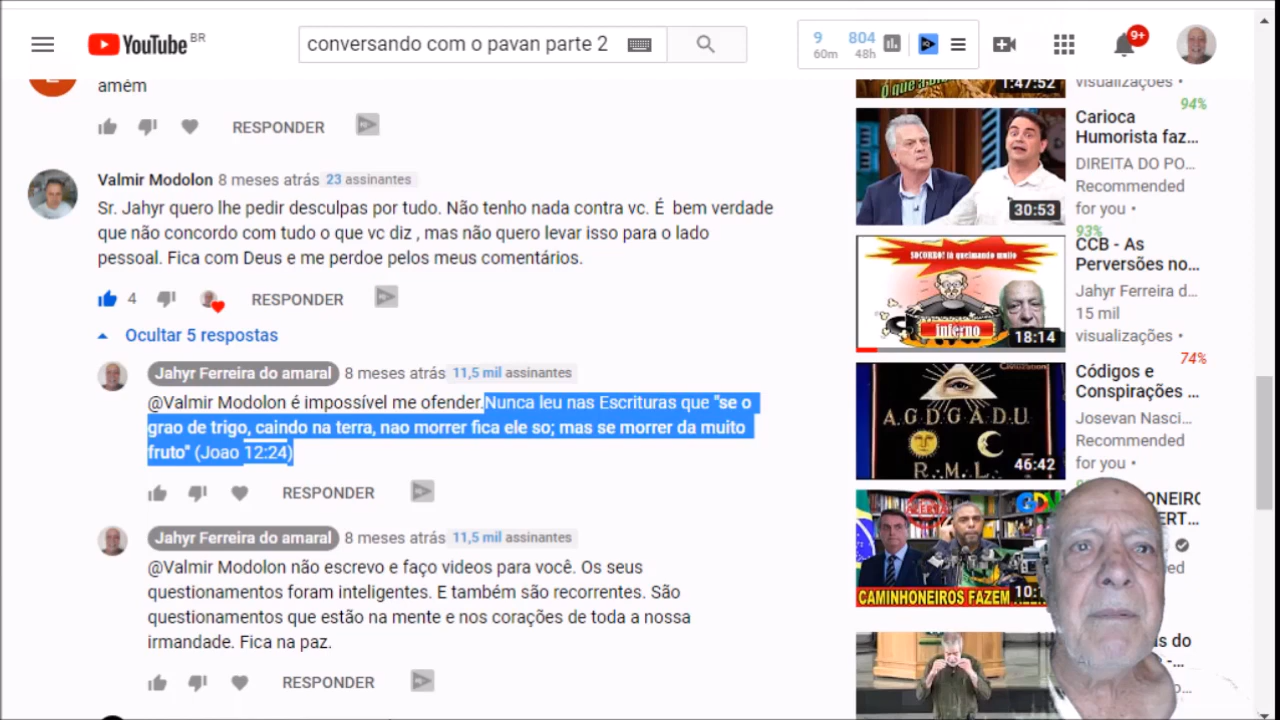 YouTube BR
conversando com o pavan parte 2
9
60m
804
48h
9+
amém
RESPONDER
Valmir Modolon 8 meses atrás 23 assinantes
Sr. Jahyr quero lhe pedir desculpas por tudo. Não tenho nada contra vc. É bem verdade
que não concordo com tudo o que vc diz , mas não quero levar isso para o lado
pessoal. Fica com Deus e me perdoe pelos meus comentários.
4
RESPONDER
Ocultar 5 respostas
Jahyr Ferreira do amaral 8 meses atrás 11,5 mil assinantes
@Valmir Modolon é impossível me ofender.Nunca leu nas Escrituras que "se o
grao de trigo, caindo na terra, nao morrer fica ele so; mas se morrer da muito
fruto" (Joao 12:24)
RESPONDER
Jahyr Ferreira do amaral 8 meses atrás 11,5 mil assinantes
@Valmir Modolon não escrevo e faço videos para você. Os seus
questionamentos foram inteligentes. E também são recorrentes. São
questionamentos que estão na mente e nos corações de toda a nossa
irmandade. Fica na paz.
RESPONDER
1:47:52
visualizações •
94%
Carioca
Humorista faz...
DIREITA DO PO...
Recommended
for you •
30:53
93%
SOCORRO! tá queimando muito
inferno
18:14
CCB - As
Perversões no...
Jahyr Ferreira d...
15 mil
visualizações •
74%
A.G.D.G.A.D.U.
R.·.M.·.L.
46:42
Códigos e
Conspirações ...
Josevan Nasci...
Recommended
for you •
CAMINHONEIROS FAZEM